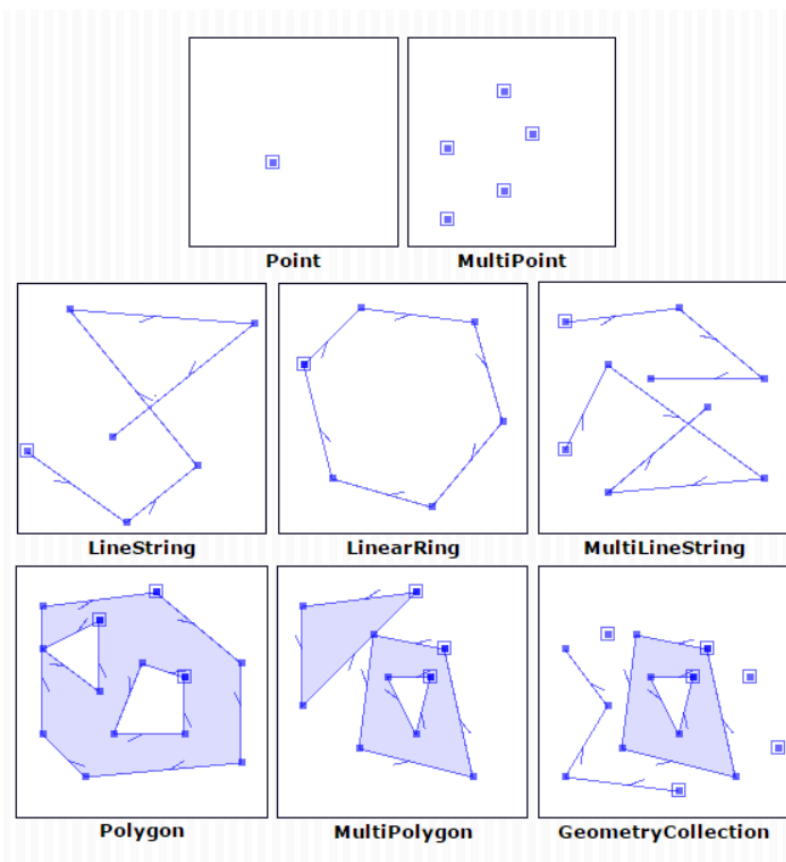 Point
MultiPoint
LineString
LinearRing
MultiLineString
Polygon
MultiPolygon
GeometryCollection